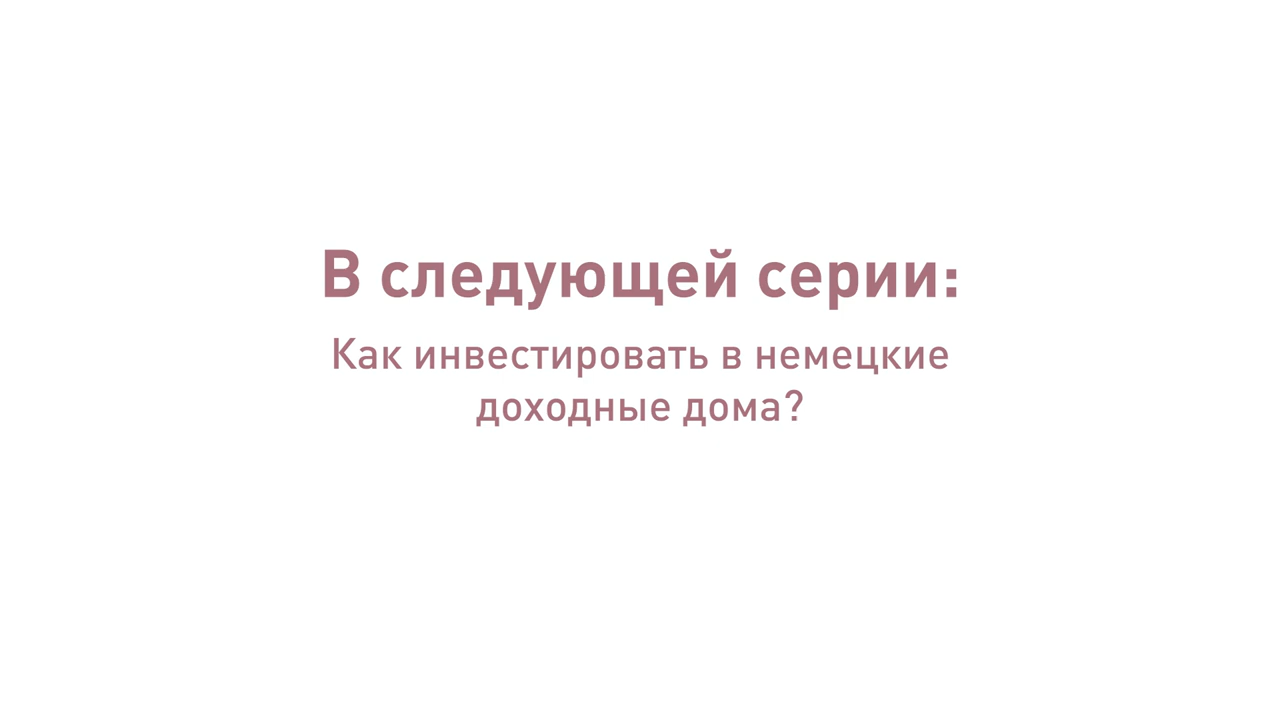 В следующей серии:
Как инвестировать в немецкие
доходные дома?